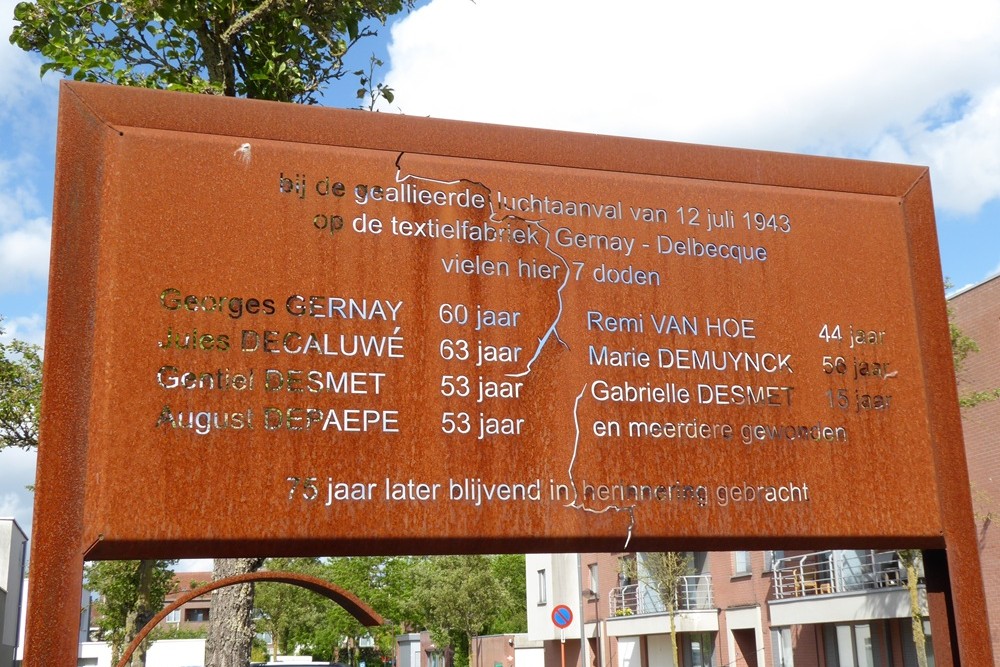 bij de geallieerde luchtaanval van 12 juli 1943
op de textielfabriek Gernay - Delbecque
vielen hier 7 doden
Georges GERNAY 60 jaar
Jules DECALUWÉ 63 jaar
Gentiel DESMET 53 jaar
August DEPAEPE 53 jaar
Remi VAN HOE 44 jaar
Marie DEMUYNCK 56 jaar
Gabrielle DESMET 15 jaar
en meerdere gewonden
75 jaar later blijvend in herinnering gebracht